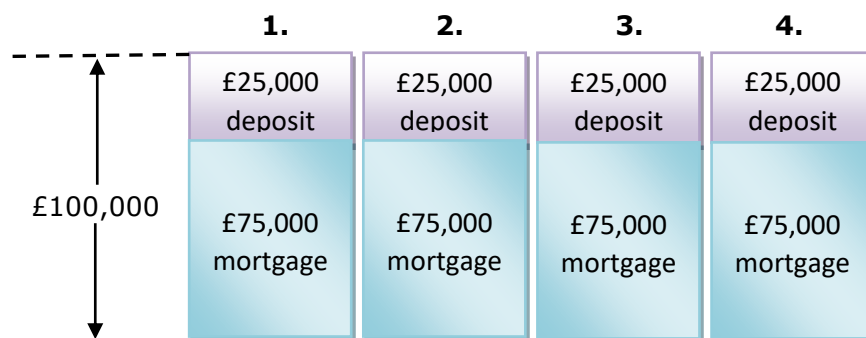 1. 2. 3. 4.
£25,000 £25,000 £25,000 £25,000
deposit deposit deposit deposit
£100,000
£75,000 £75,000 £75,000 £75,000
mortgage mortgage mortgage mortgage